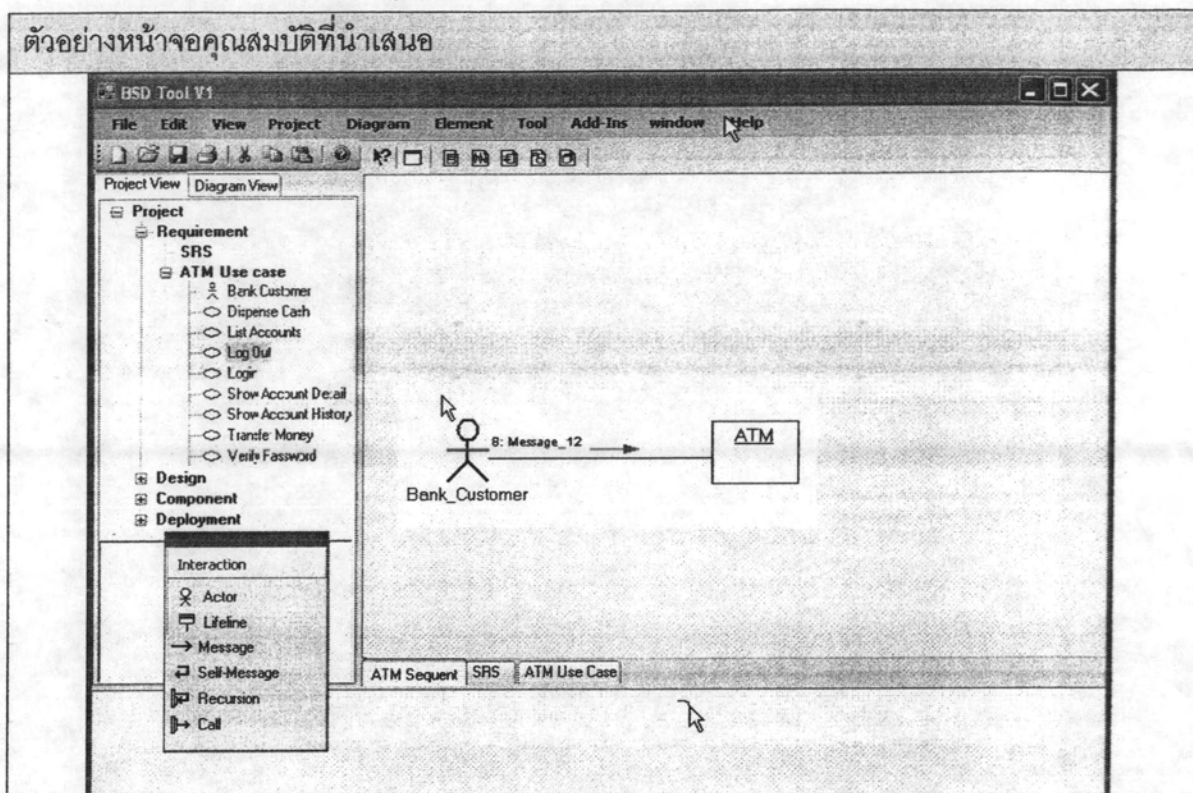 ตัวอย่างหน้าจอคุณสมบัติที่นำเสนอ
BSD Tool V1
File Edit View Project Diagram Element Tool Add-Ins window Help
Project View Diagram View
Project
Requirement
SRS
ATM Use case
Bank Customer
Dispense Cash
List Accounts
Log Out
Login
Show Account Detail
Show Account History
Transfer Money
Verify Password
Design
Component
Deployment
8: Message_12
ATM
Bank_Customer
Interaction
Actor
Lifeline
Message
Self-Message
Recursion
Call
ATM Sequent SRS ATM Use Case